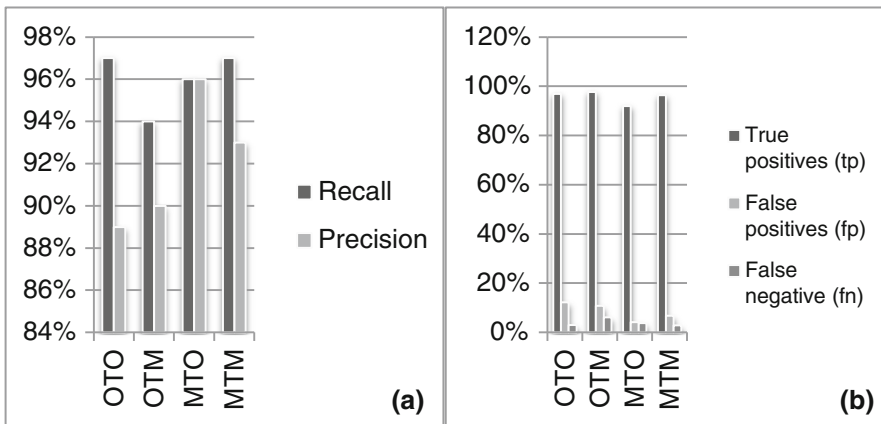 98%
96%
94%
92%
90%
88%
86%
84%
OTO
OTM
MTO
MTM
Recall
Precision
(a)
120%
100%
80%
60%
40%
20%
0%
OTO
OTM
MTO
MTM
True
positives (tp)
False
positives (fp)
False
negative (fn)
(b)